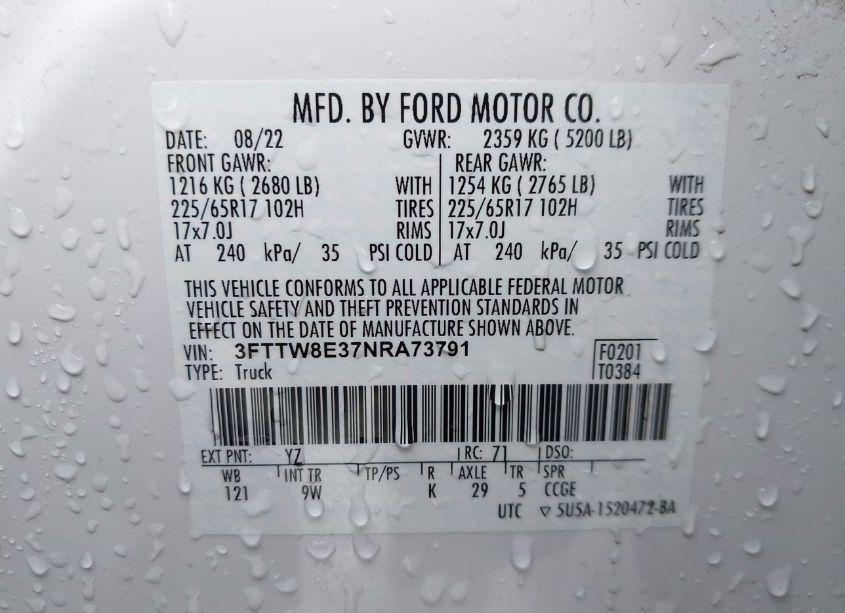 MFD. BY FORD MOTOR CO.
DATE: 08/22 GVWR: 2359 KG ( 5200 LB)
FRONT GAWR: REAR GAWR:
1216 KG ( 2680 LB) WITH 1254 KG ( 2765 LB) WITH
225/65R17 102H TIRES 225/65R17 102H TIRES
17x7.0J RIMS 17x7.0J RIMS
AT 240 kPa/ 35 PSI COLD AT 240 kPa/ 35 PSI COLD
THIS VEHICLE CONFORMS TO ALL APPLICABLE FEDERAL MOTOR
VEHICLE SAFETY AND THEFT PREVENTION STANDARDS IN
EFFECT ON THE DATE OF MANUFACTURE SHOWN ABOVE.
VIN: 3FTTW8E37NRA73791 F0201
TYPE: Truck T0384
EXT PNT: YZ RC: 71 DSO:
WB INT TR TP/PS R AXLE TR SPR
121 9W K 29 5 CCGE
UTC ▽ 5U5A-1520472-BA